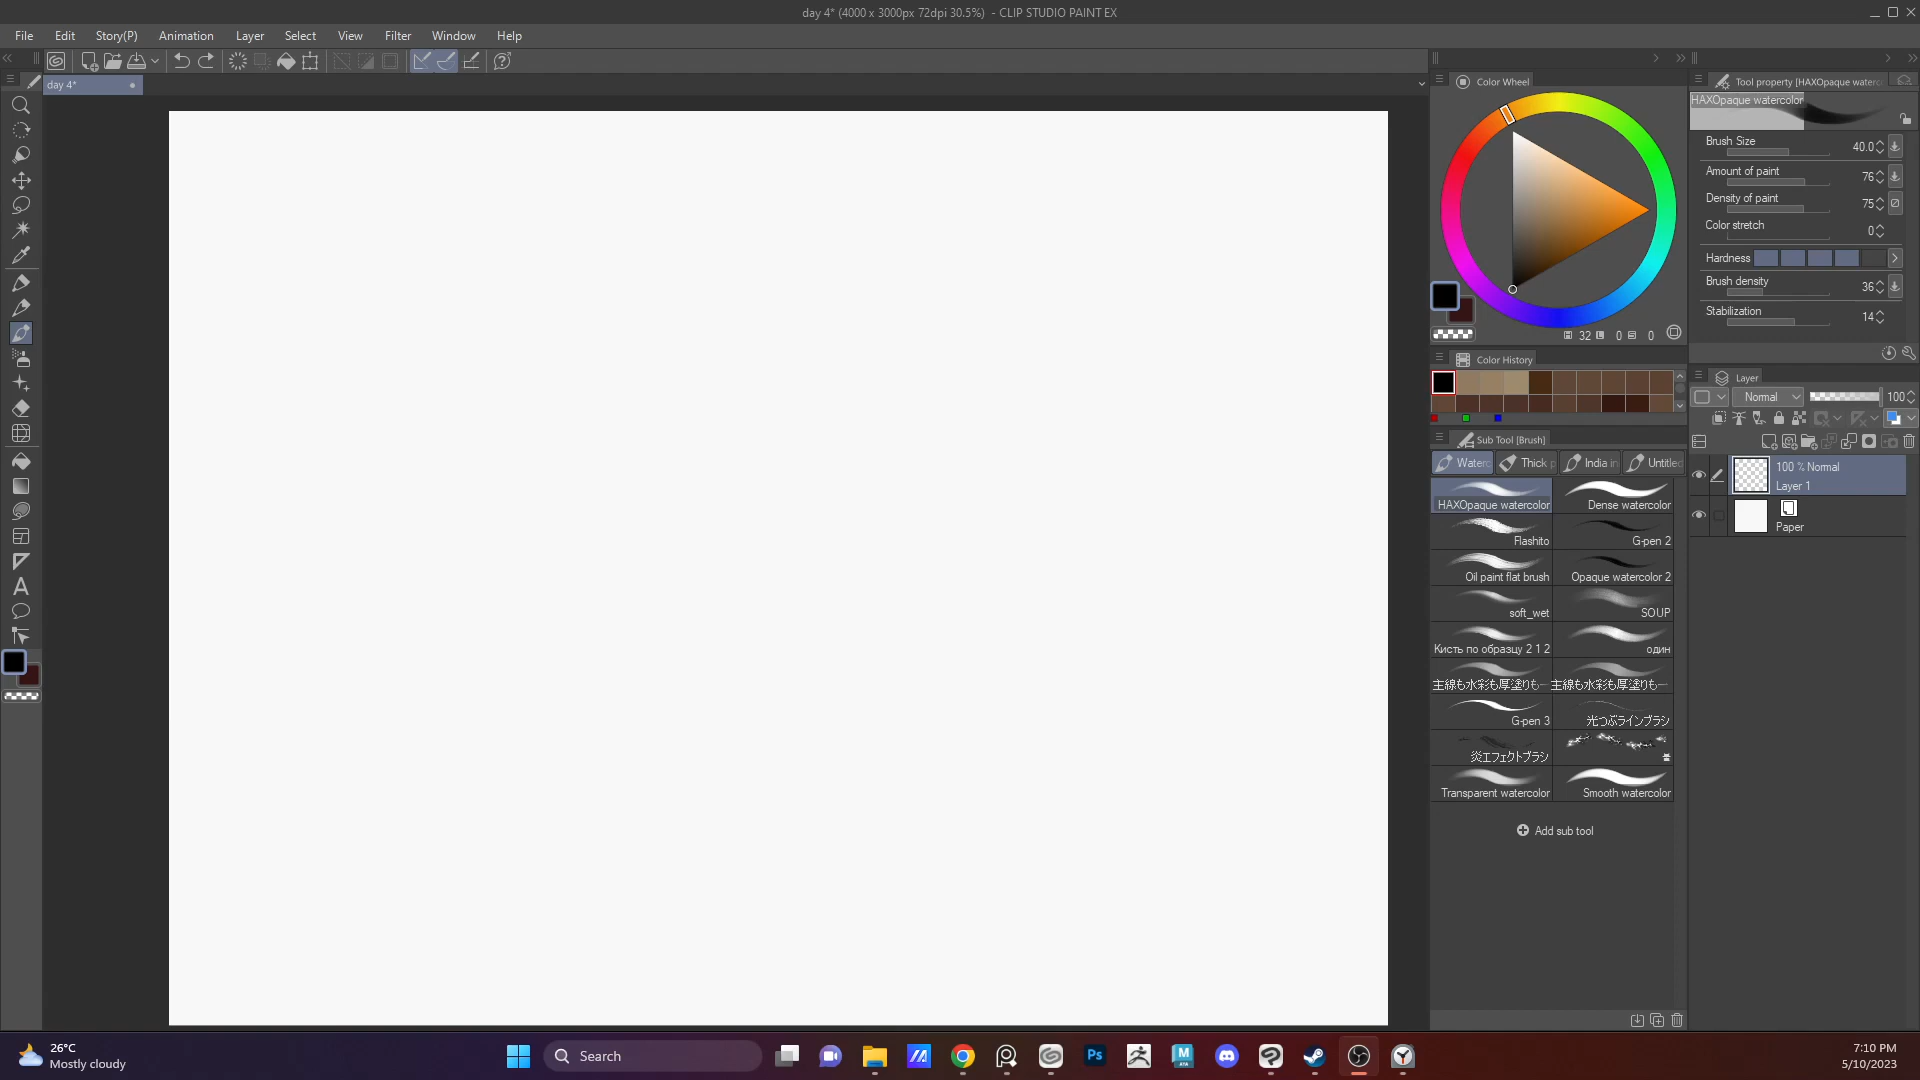 day 4* (4000 x 3000px 72dpi 30.5%) - CLIP STUDIO PAINT EX
File Edit Story(P) Animation Layer Select View Filter Window Help
day 4*
Color Wheel
32 0 0
Color History
Sub Tool [Brush]
Waterc Thick p India in Untitled
HAXOpaque watercolor Dense watercolor
Flashito G-pen 2
Oil paint flat brush Opaque watercolor 2
soft_wet SOUP
Кисть по образцу 2 1 2 один
主線も水彩も厚塗りも… 主線も水彩も厚塗りも…
G-pen 3 光つぶラインブラシ
炎エフェクトブラシ
Transparent watercolor Smooth watercolor
Add sub tool
Tool property [HAXOpaque waterc
HAXOpaque watercolor
Brush Size 40.0
Amount of paint 76
Density of paint 75
Color stretch 0
Hardness
Brush density 36
Stabilization 14
Layer
Normal 100
100 % Normal
Layer 1
Paper
26°C
Mostly cloudy
Search
Ps
M
7:10 PM
5/10/2023